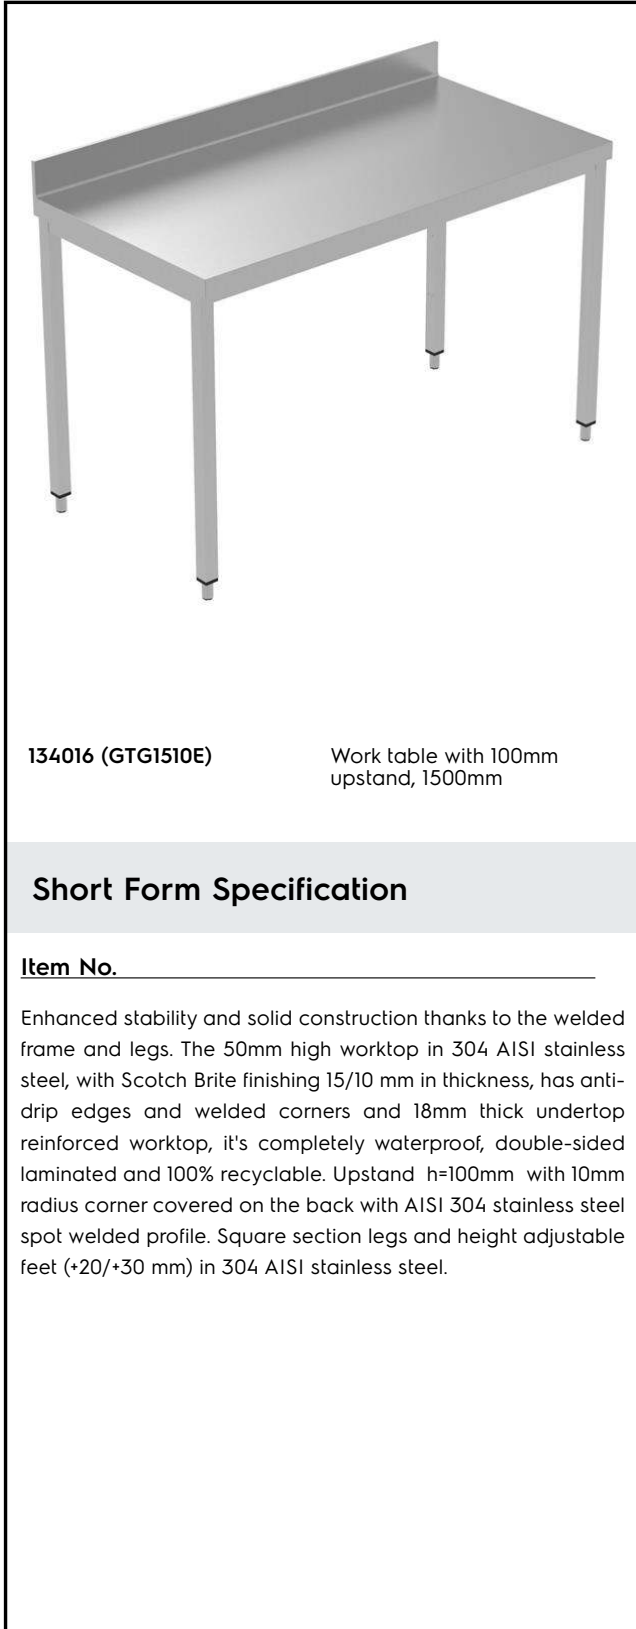 134016 (GTG1510E)
Work table with 100mm
upstand, 1500mm
Short Form Specification
Item No.
Enhanced stability and solid construction thanks to the welded
frame and legs. The 50mm high worktop in 304 AISI stainless
steel, with Scotch Brite finishing 15/10 mm in thickness, has anti-
drip edges and welded corners and 18mm thick undertop
reinforced worktop, it's completely waterproof, double-sided
laminated and 100% recyclable. Upstand h=100mm with 10mm
radius corner covered on the back with AISI 304 stainless steel
spot welded profile. Square section legs and height adjustable
feet (+20/+30 mm) in 304 AISI stainless steel.